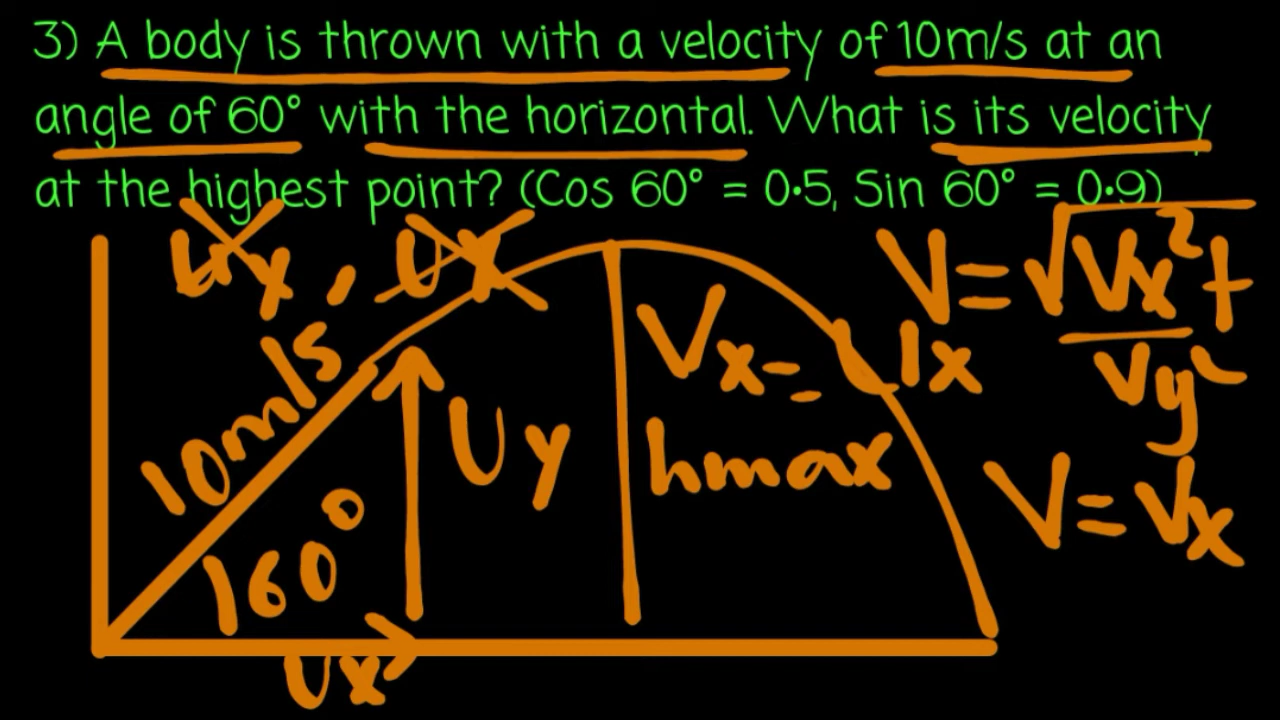 3) A body is thrown with a velocity of 10m/s at an
angle of 60° with the horizontal. What is its velocity
at the highest point? (Cos 60° = 0.5, Sin 60° = 0.9)
Ux
V = √Vx² +
Vy²
10m/s
Vx = Ux
Uy
hmax
V = Vx
60°
Ux